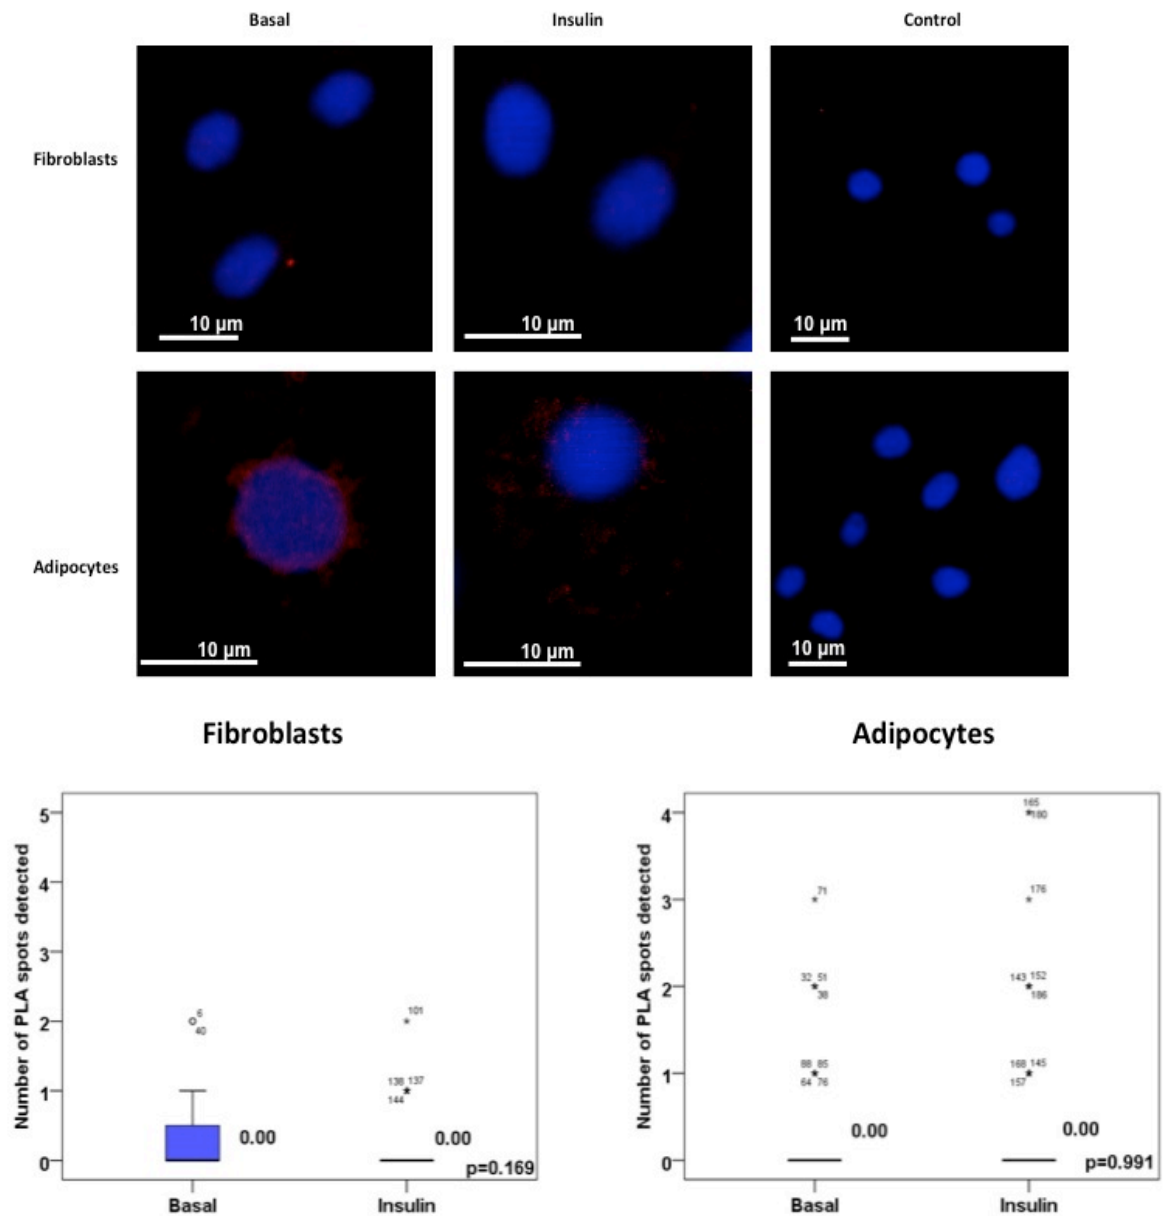 Basal Insulin Control
Fibroblasts
10 µm 10 µm 10 µm
Adipocytes
10 µm 10 µm 10 µm
Fibroblasts Adipocytes
Number of PLA spots detected
5
4
3
2
1
0
6
40
101
138 137
144
0.00
0.00
p=0.169
Basal Insulin
Number of PLA spots detected
4
3
2
1
0
165
180
71
176
32 51
38
143 152
186
88 85
64 76
168 145
157
0.00
0.00
p=0.991
Basal Insulin